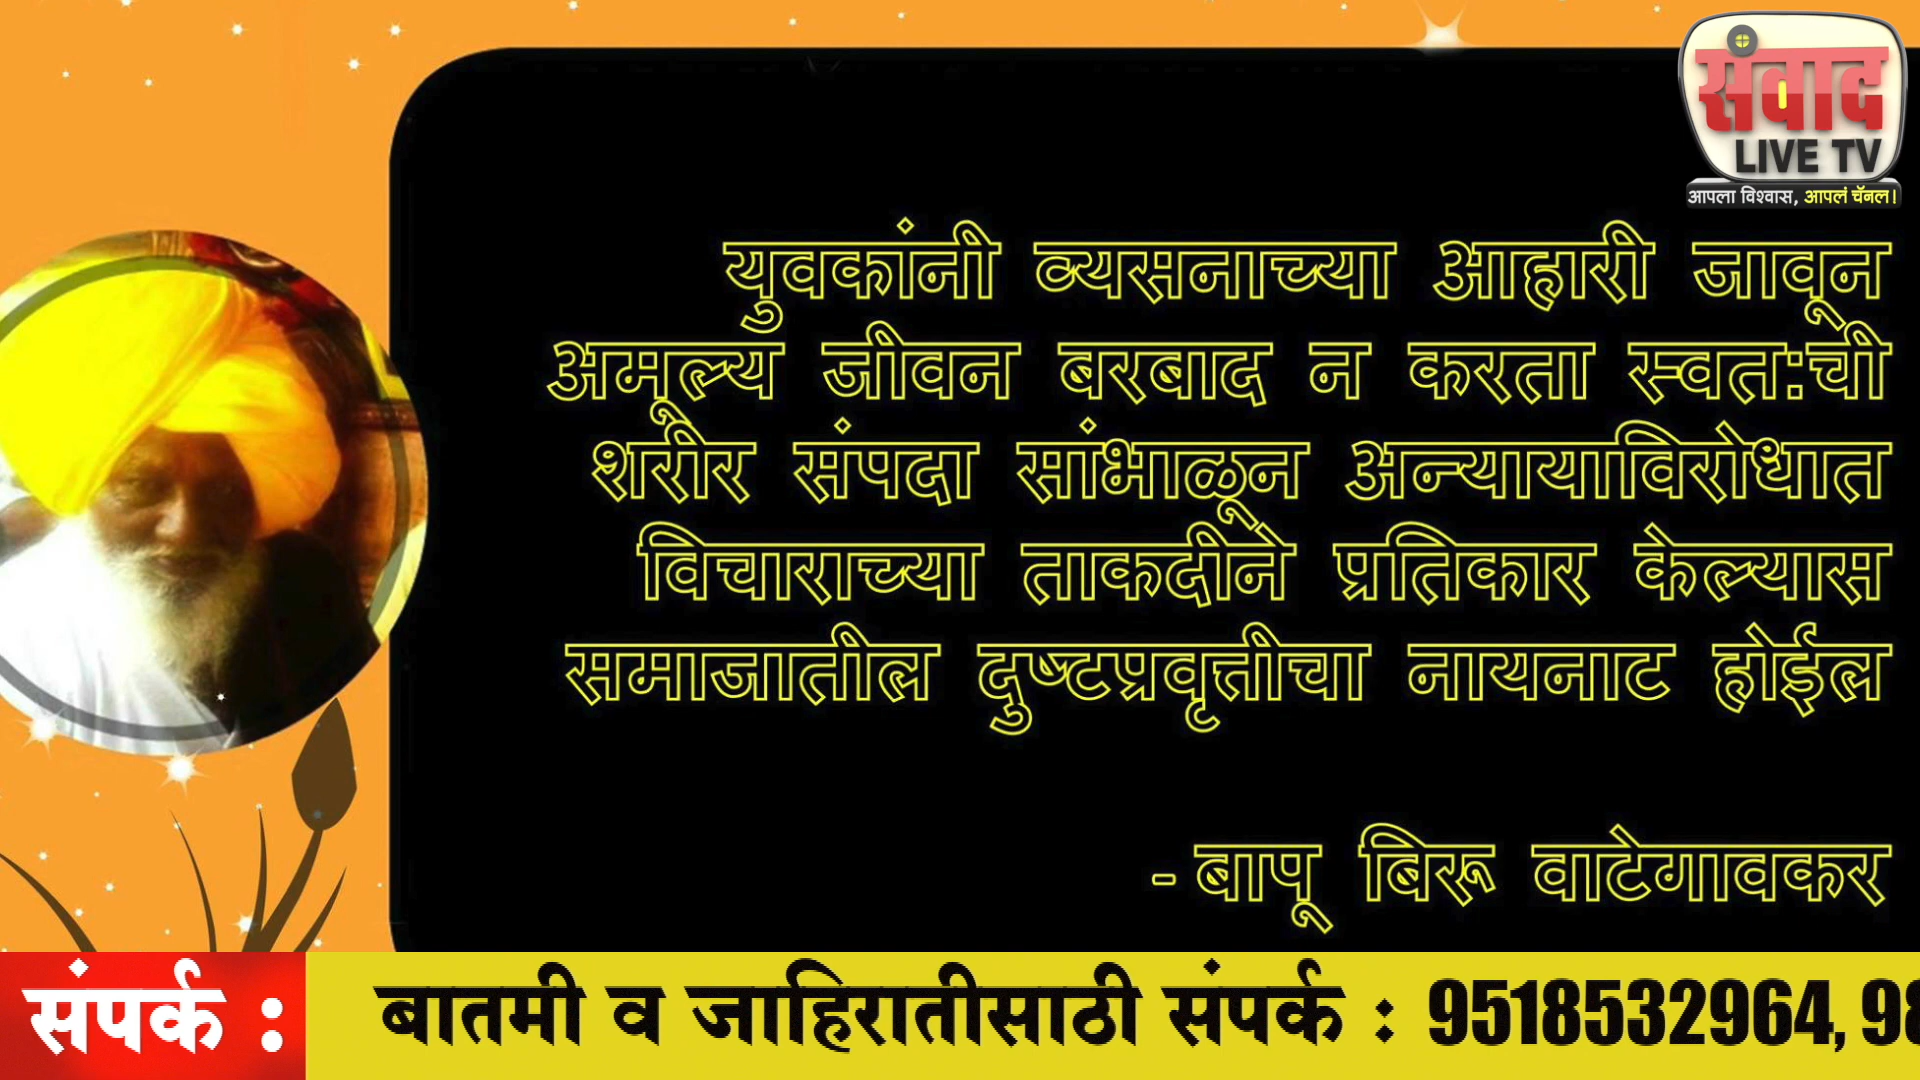 संवाद
LIVE TV
आपला विश्वास, आपलं चॅनल!
युवकांनी व्यसनाच्या आहारी जावून
अमूल्य जीवन बरबाद न करता स्वत:ची
शरीर संपदा सांभाळून अन्यायाविरोधात
विचाराच्या ताकदीने प्रतिकार केल्यास
समाजातील दुष्टप्रवृत्तीचा नायनाट होईल
- बापू बिरू वाटेगावकर
संपर्क : बातमी व जाहिरातीसाठी संपर्क : 9518532964, 98